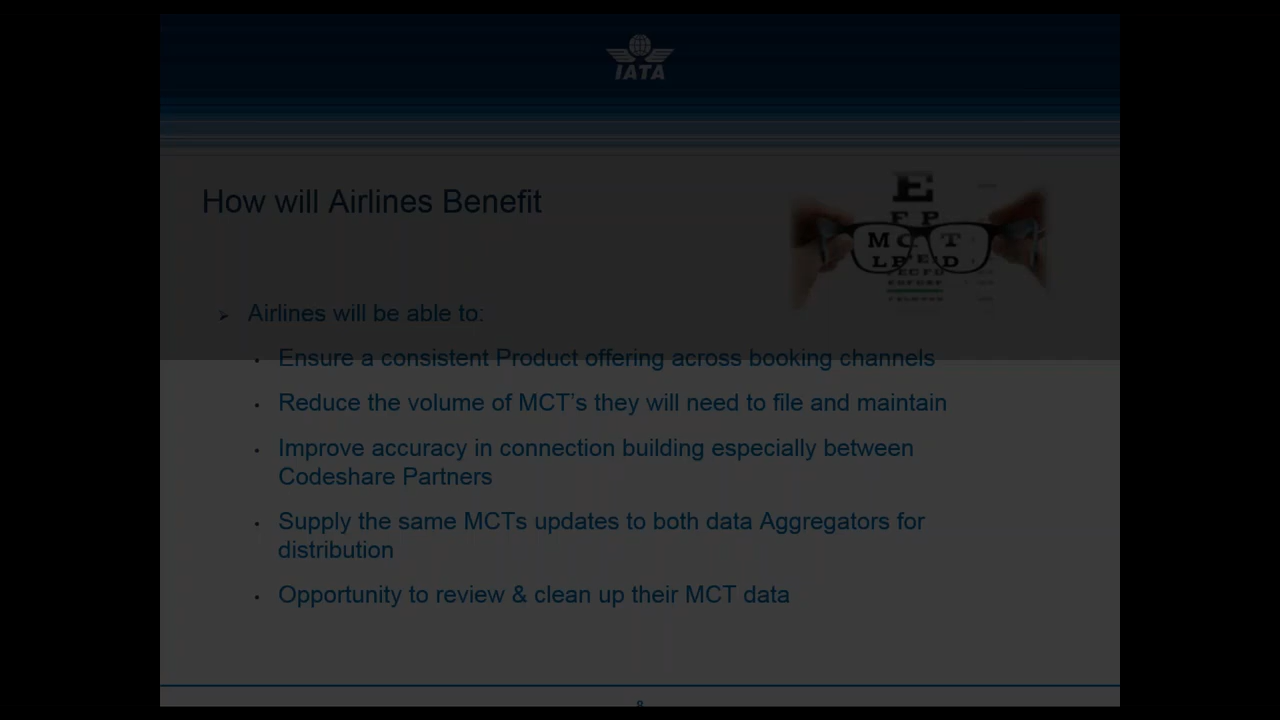 IATA
How will Airlines Benefit
E
F P
M C T
Airlines will be able to:
Ensure a consistent Product offering across booking channels
Reduce the volume of MCT's they will need to file and maintain
Improve accuracy in connection building especially between
Codeshare Partners
Supply the same MCTs updates to both data Aggregators for
distribution
Opportunity to review & clean up their MCT data
8